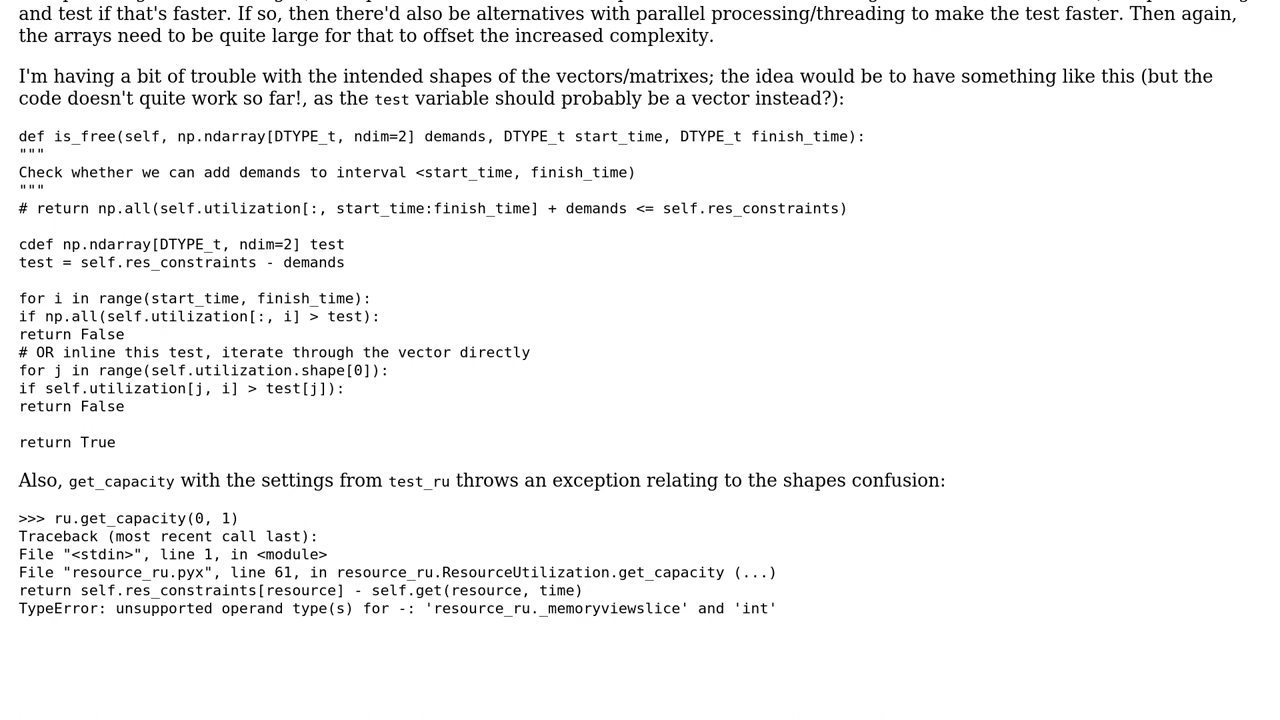 and test if that's faster. If so, then there'd also be alternatives with parallel processing/threading to make the test faster. Then again,
the arrays need to be quite large for that to offset the increased complexity.
I'm having a bit of trouble with the intended shapes of the vectors/matrixes; the idea would be to have something like this (but the
code doesn't quite work so far!, as the test variable should probably be a vector instead?):
def is_free(self, np.ndarray[DTYPE_t, ndim=2] demands, DTYPE_t start_time, DTYPE_t finish_time):
"""
Check whether we can add demands to interval <start_time, finish_time)
"""
# return np.all(self.utilization[:, start_time:finish_time] + demands <= self.res_constraints)
cdef np.ndarray[DTYPE_t, ndim=2] test
test = self.res_constraints - demands
for i in range(start_time, finish_time):
if np.all(self.utilization[:, i] > test):
return False
# OR inline this test, iterate through the vector directly
for j in range(self.utilization.shape[0]):
if self.utilization[j, i] > test[j]):
return False
return True
Also, get_capacity with the settings from test_ru throws an exception relating to the shapes confusion:
>>> ru.get_capacity(0, 1)
Traceback (most recent call last):
File "<stdin>", line 1, in <module>
File "resource_ru.pyx", line 61, in resource_ru.ResourceUtilization.get_capacity (...)
return self.res_constraints[resource] - self.get(resource, time)
TypeError: unsupported operand type(s) for -: 'resource_ru._memoryviewslice' and 'int'